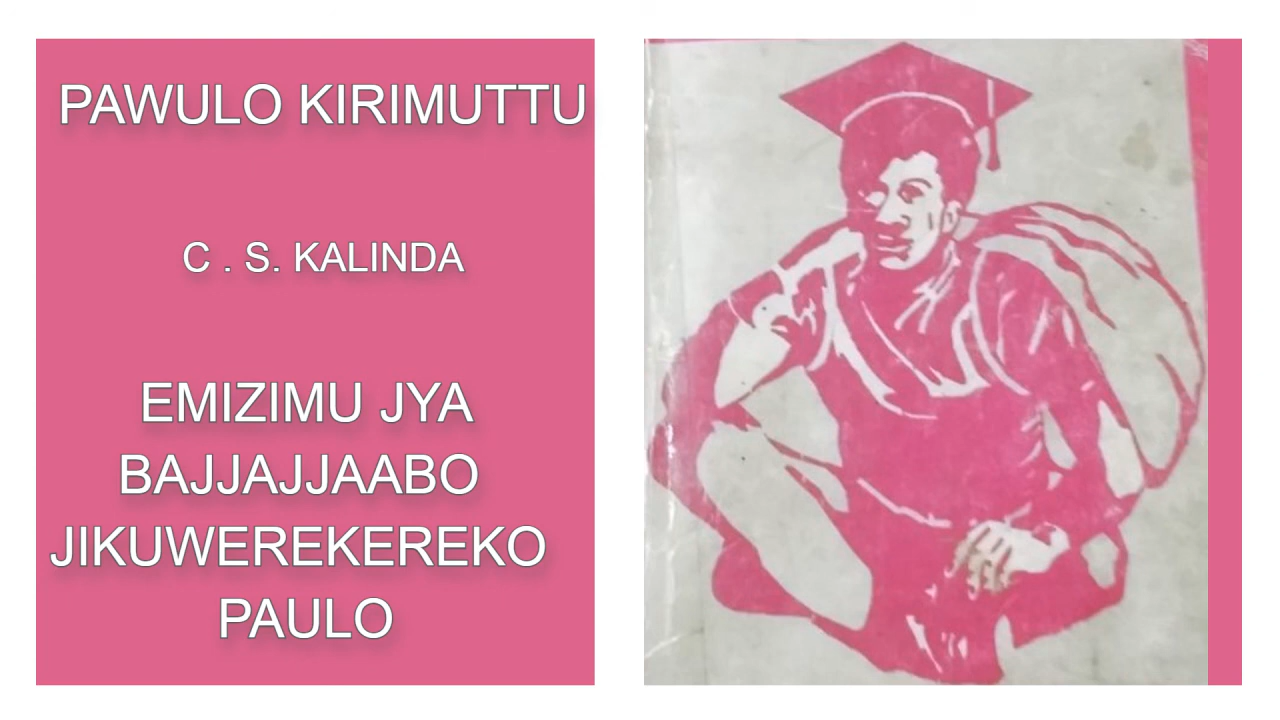 PAWULO KIRIMUTTU
C . S. KALINDA
EMIZIMU JYA
BAJJAJJAABO
JIKUWEREKEREKO
PAULO